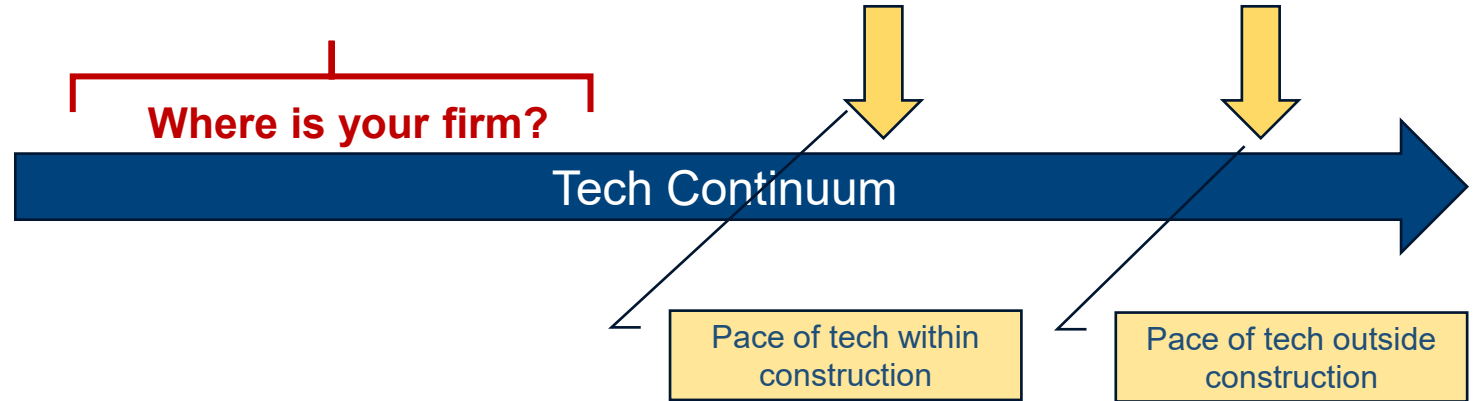 Where is your firm?
Tech Continuum
Pace of tech within
construction
Pace of tech outside
construction